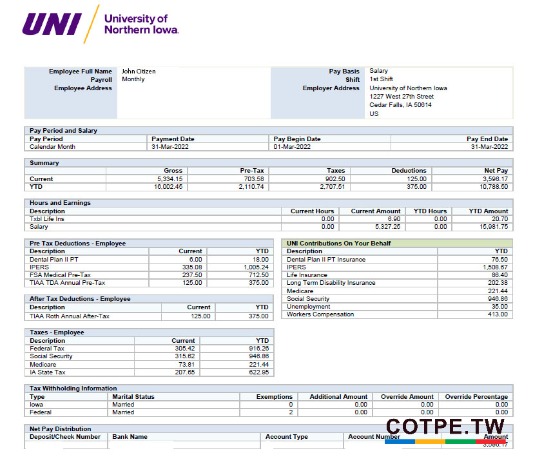 UNI University of
Northern Iowa.
Employee Full Name John Citizen Pay Basis Salary
Payroll Monthly Shift 1st Shift
Employee Address Employer Address University of Northern Iowa
1227 West 27th Street
Cedar Falls, IA 50614
US
Pay Period and Salary
Pay Period Payment Date Pay Begin Date Pay End Date
Calendar Month 31-Mar-2022 01-Mar-2022 31-Mar-2022
Summary
Gross Pre-Tax Taxes Deductions Net Pay
Current 5,334.15 703.58 902.50 125.00
YTD 16,002.45 2,110.74 2,707.51 375.00
Hours and Earnings
Description Current Hours Current Amount YTD Hours YTD Amount
Txbl Life Ins 0.00 6.90 0.00 20.70
Salary 0.00 5,327.25 0.00 15,981.75
Pre Tax Deductions - Employee
Description Current YTD
Dental Plan II PT 6.00 18.00
IPERS 335.08 1,005.24
FSA Medical Pre-Tax 237.50 712.50
TIAA TDA Annual Pre-Tax 125.00 375.00
UNI Contributions On Your Behalf
Description YTD
Dental Plan II PT Insurance 76.50
IPERS
Life Insurance
Long Term Disability Insurance 202.38
Medicare 221.44
Social Security 946.86
Unemployment 35.00
Workers Compensation 413.00
After Tax Deductions - Employee
Description Current YTD
TIAA Roth Annual After-Tax 125.00 375.00
Taxes - Employee
Description Current YTD
Federal Tax 305.42 916.26
Social Security 315.62 946.86
Medicare 73.81 221.44
IA State Tax 207.65 622.95
Tax Withholding Information
Type Marital Status Exemptions Additional Amount Override Amount Override Percentage
Iowa Married 0 0.00 0.00 0.00
Federal Married 2 0.00 0.00 0.00
Net Pay Distribution
Deposit/Check Number Bank Name Account Type Account Number Amount
COTPE.TW